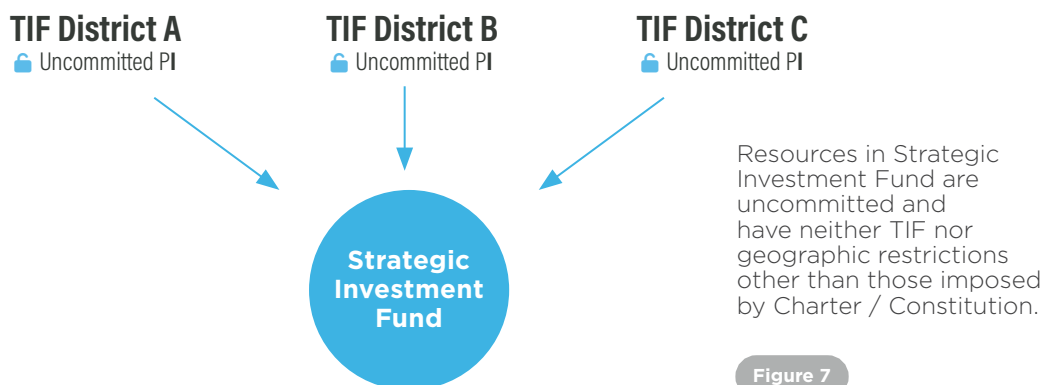 TIF District A
Uncommitted PI
TIF District B
Uncommitted PI
TIF District C
Uncommitted PI
Resources in Strategic
Investment Fund are
uncommitted and
have neither TIF nor
geographic restrictions
other than those imposed
by Charter / Constitution.
Strategic
Investment
Fund
Figure 7